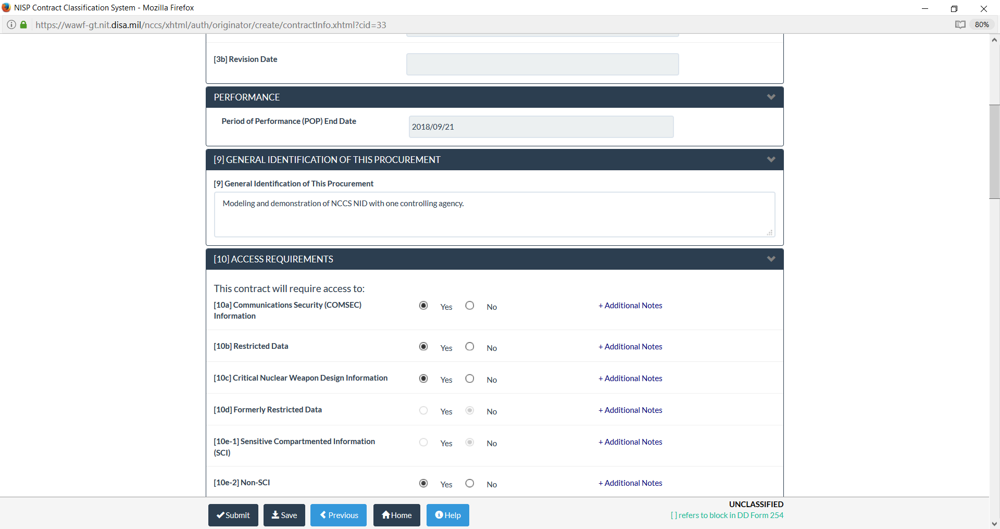 NISP Contract Classification System - Mozilla Firefox
https://wawf-gt.nit.disa.mil/nccs/xhtml/auth/originator/create/contractInfo.xhtml?cid=33
80%
[3b] Revision Date
PERFORMANCE
Period of Performance (POP) End Date
2018/09/21
[9] GENERAL IDENTIFICATION OF THIS PROCUREMENT
[9] General Identification of This Procurement
Modeling and demonstration of NCCS NID with one controlling agency.
[10] ACCESS REQUIREMENTS
This contract will require access to:
[10a] Communications Security (COMSEC)
Information
Yes No + Additional Notes
[10b] Restricted Data Yes No + Additional Notes
[10c] Critical Nuclear Weapon Design Information Yes No + Additional Notes
[10d] Formerly Restricted Data Yes No + Additional Notes
[10e-1] Sensitive Compartmented Information
(SCI)
Yes No + Additional Notes
[10e-2] Non-SCI Yes No + Additional Notes
Submit Save Previous Home Help
UNCLASSIFIED
[ ] refers to block in DD Form 254